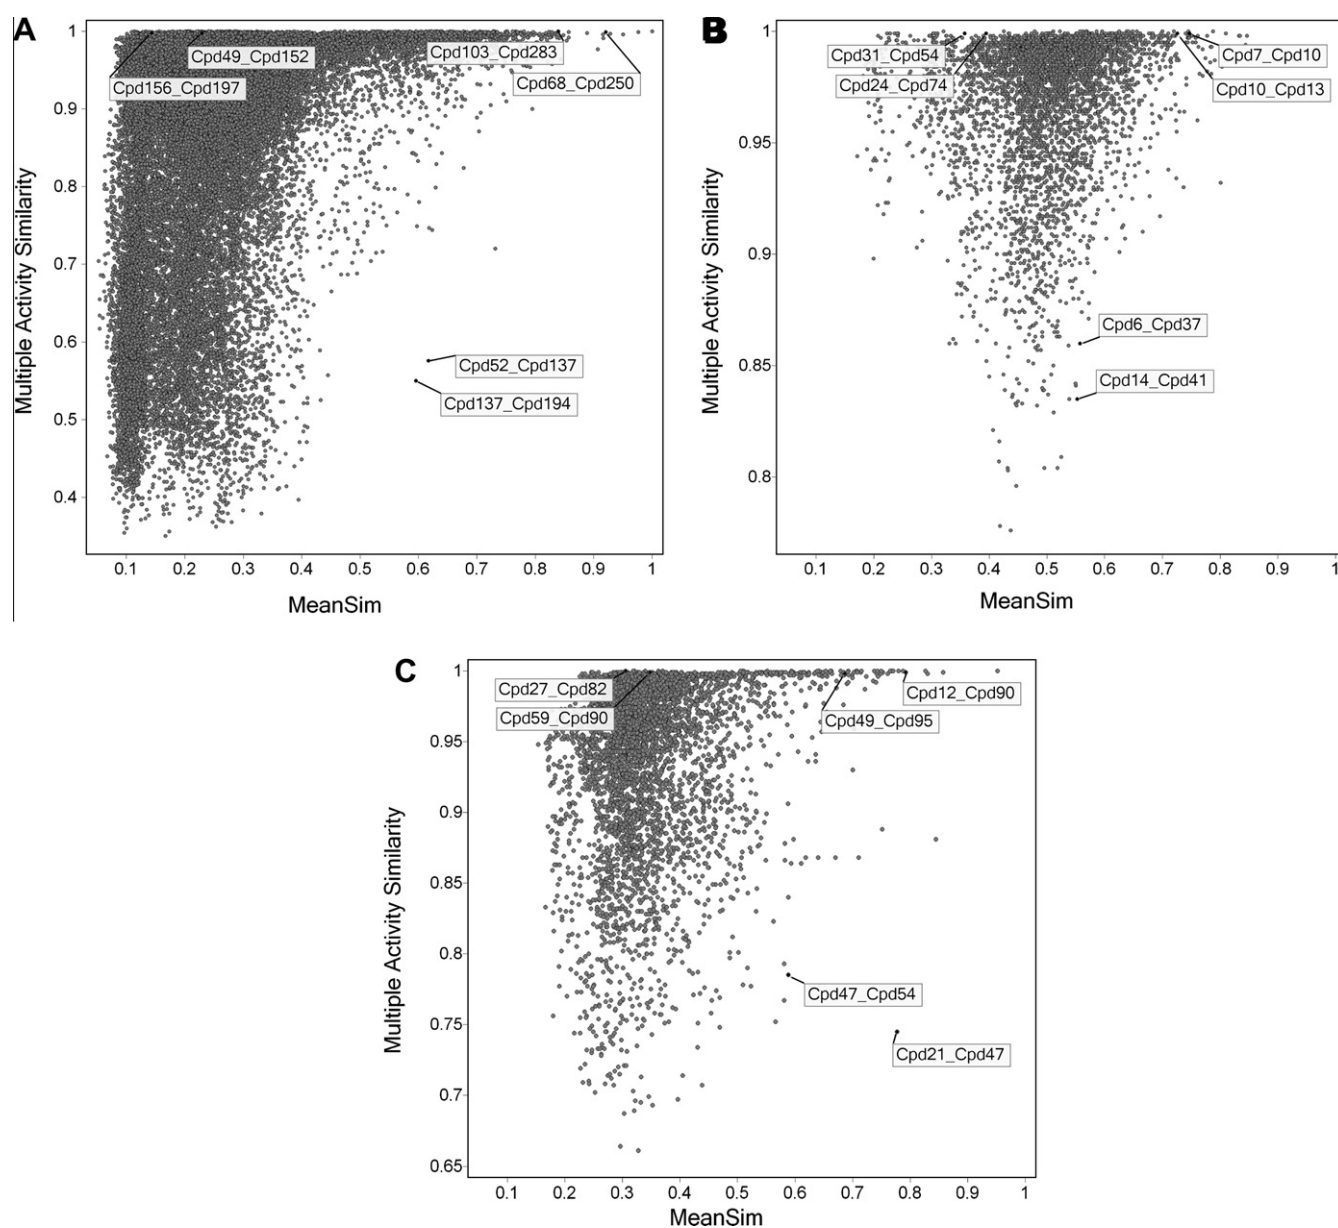 A
Multiple Activity Similarity
1
0.9
0.8
0.7
0.6
0.5
0.4
Cpd49_Cpd152
Cpd156_Cpd197
Cpd103_Cpd283
Cpd68_Cpd250
Cpd52_Cpd137
Cpd137_Cpd194
0.1 0.2 0.3 0.4 0.5 0.6 0.7 0.8 0.9 1
MeanSim
B
Multiple Activity Similarity
1
0.95
0.9
0.85
0.8
Cpd31_Cpd54
Cpd24_Cpd74
Cpd7_Cpd10
Cpd10_Cpd13
Cpd6_Cpd37
Cpd14_Cpd41
0.1 0.2 0.3 0.4 0.5 0.6 0.7 0.8 0.9 1
MeanSim
C
Multiple Activity Similarity
1
0.95
0.9
0.85
0.8
0.75
0.7
0.65
Cpd27_Cpd82
Cpd59_Cpd90
Cpd12_Cpd90
Cpd49_Cpd95
Cpd47_Cpd54
Cpd21_Cpd47
0.1 0.2 0.3 0.4 0.5 0.6 0.7 0.8 0.9 1
MeanSim